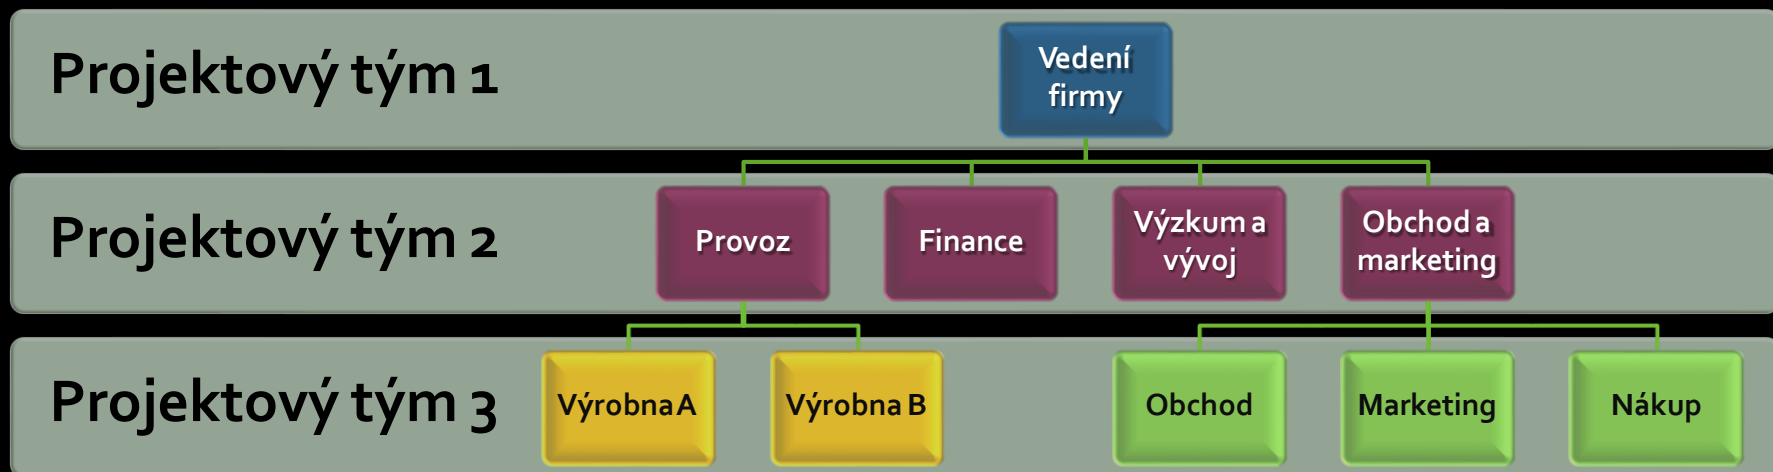 Projektový tým 1
Vedení
firmy
Projektový tým 2
Provoz
Finance
Výzkum a
vývoj
Obchod a
marketing
Projektový tým 3
Výrobna A
Výrobna B
Obchod
Marketing
Nákup